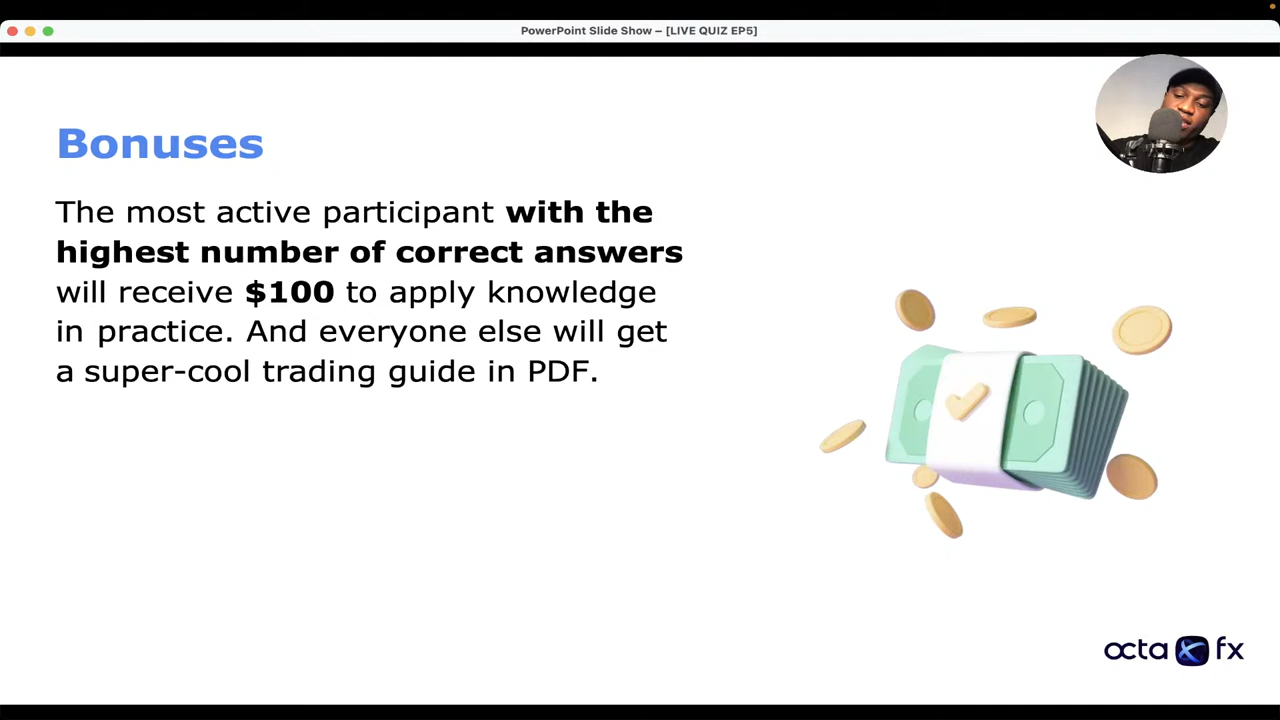 PowerPoint Slide Show – [LIVE QUIZ EP5]
Bonuses
The most active participant with the
highest number of correct answers
will receive $100 to apply knowledge
in practice. And everyone else will get
a super-cool trading guide in PDF.
octa fx